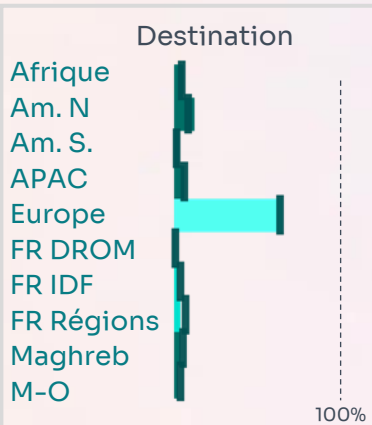 Destination
Afrique
Am. N
Am. S.
APAC
Europe
FR DROM
FR IDF
FR Régions
Maghreb
M-O
100%